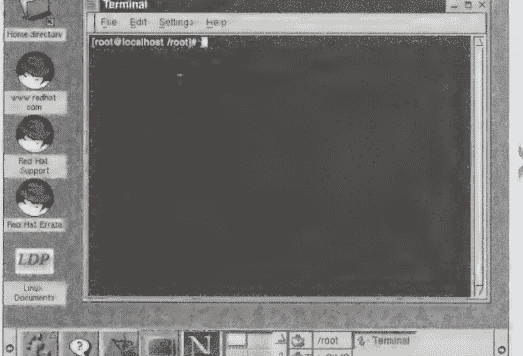 Terminal
File Edit Settings Help
[root@localhost /root]#
Home directory
www.redhat
com
Red Hat
Support
Red Hat Errata
LDP
Linux
Documents
N
/root
Terminal